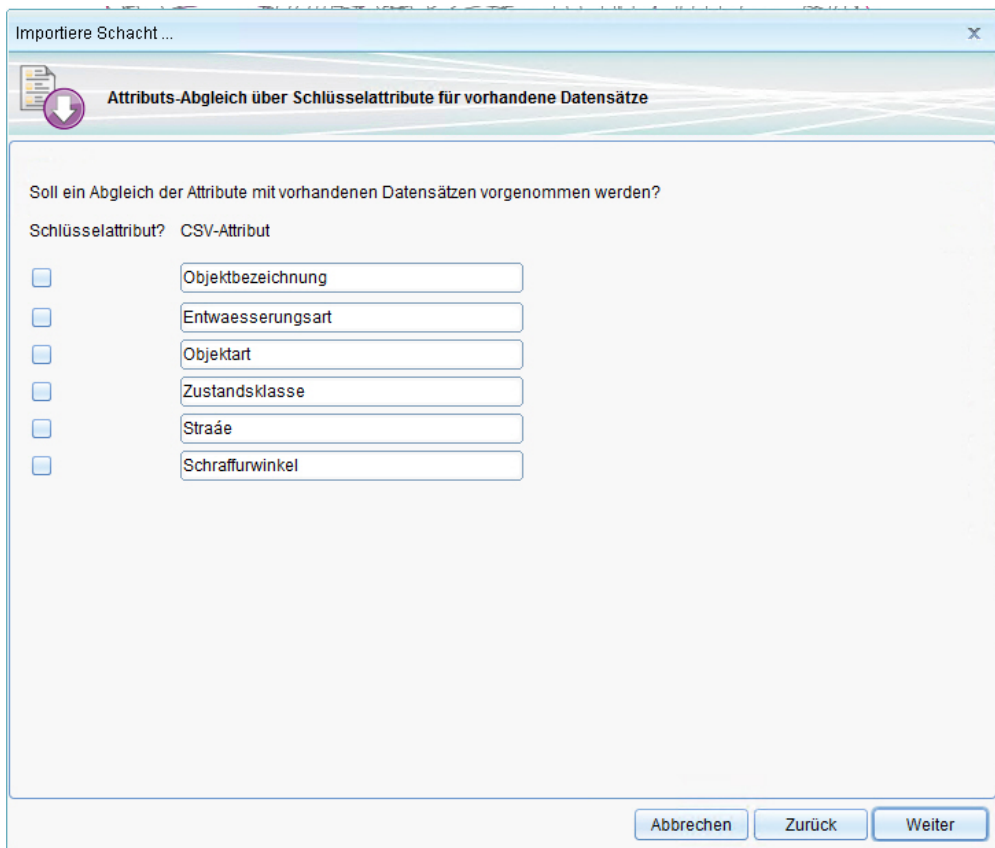 Importiere Schacht ...
x
Attributs-Abgleich über Schlüsselattribute für vorhandene Datensätze
Soll ein Abgleich der Attribute mit vorhandenen Datensätzen vorgenommen werden?
Schlüsselattribut? CSV-Attribut
Objektbezeichnung
Entwaesserungsart
Objektart
Zustandsklasse
Straáe
Schraffurwinkel
Abbrechen Zurück Weiter